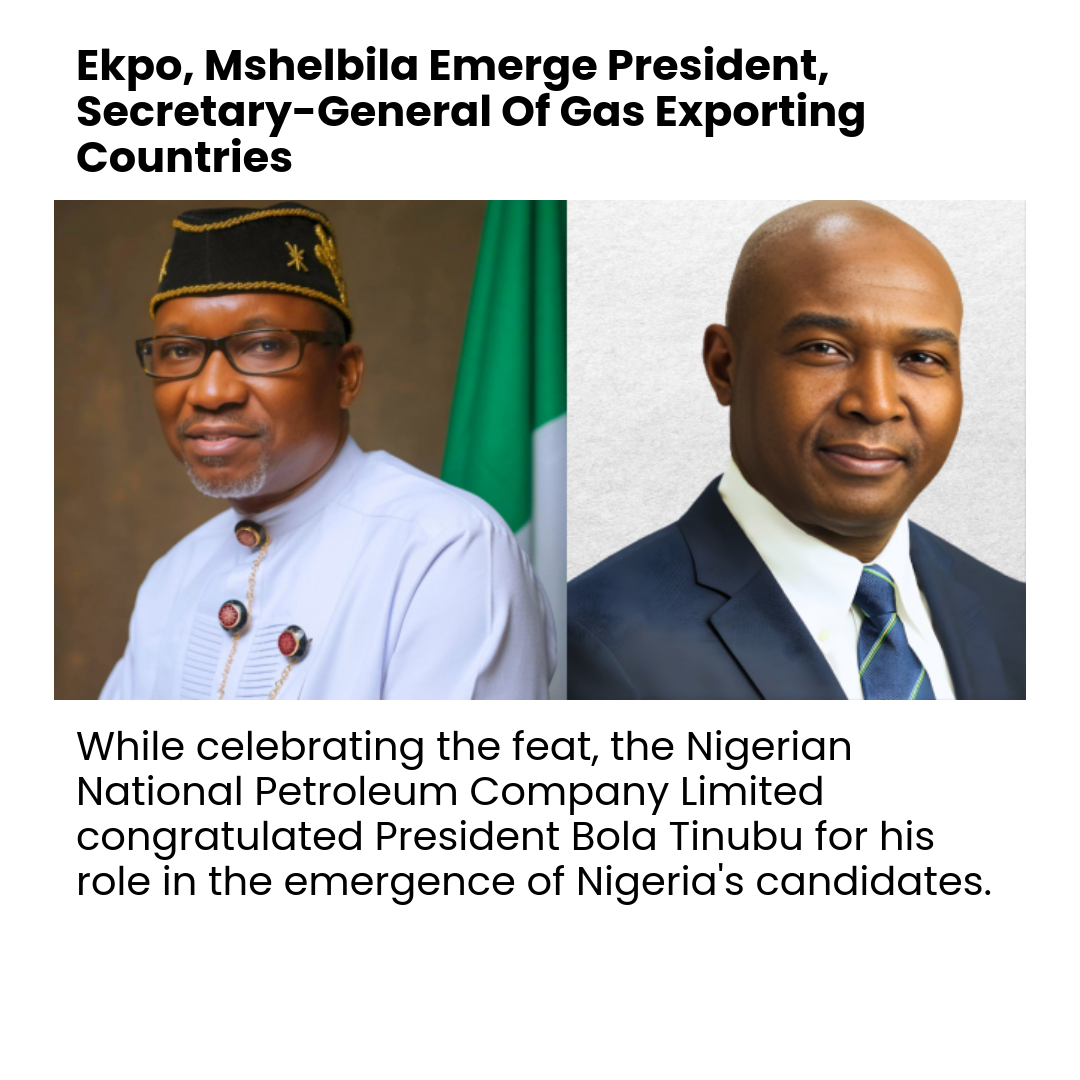 Ekpo, Mshelbila Emerge President,
Secretary-General Of Gas Exporting
Countries
While celebrating the feat, the Nigerian
National Petroleum Company Limited
congratulated President Bola Tinubu for his
role in the emergence of Nigeria's candidates.